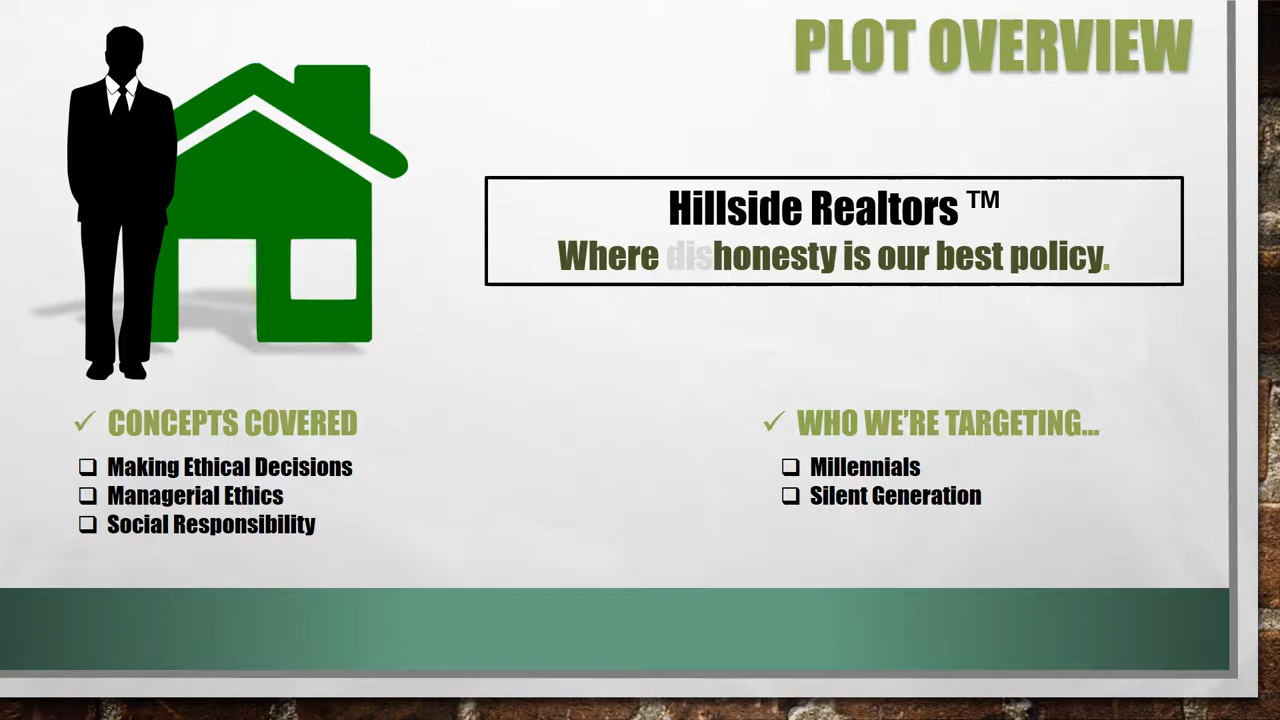 PLOT OVERVIEW
Hillside Realtors ™
Where dishonesty is our best policy.
✓ CONCEPTS COVERED
❑ Making Ethical Decisions
❑ Managerial Ethics
❑ Social Responsibility
✓ WHO WE'RE TARGETING...
❑ Millennials
❑ Silent Generation